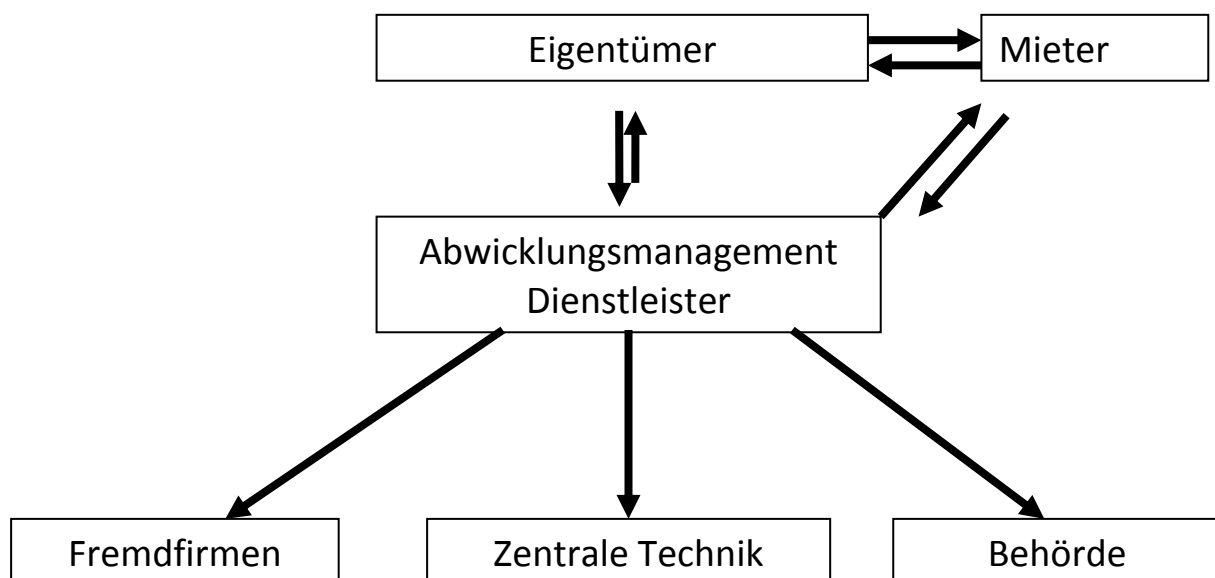 Eigentümer
Mieter
Abwicklungsmanagement
Dienstleister
Fremdfirmen
Zentrale Technik
Behörde